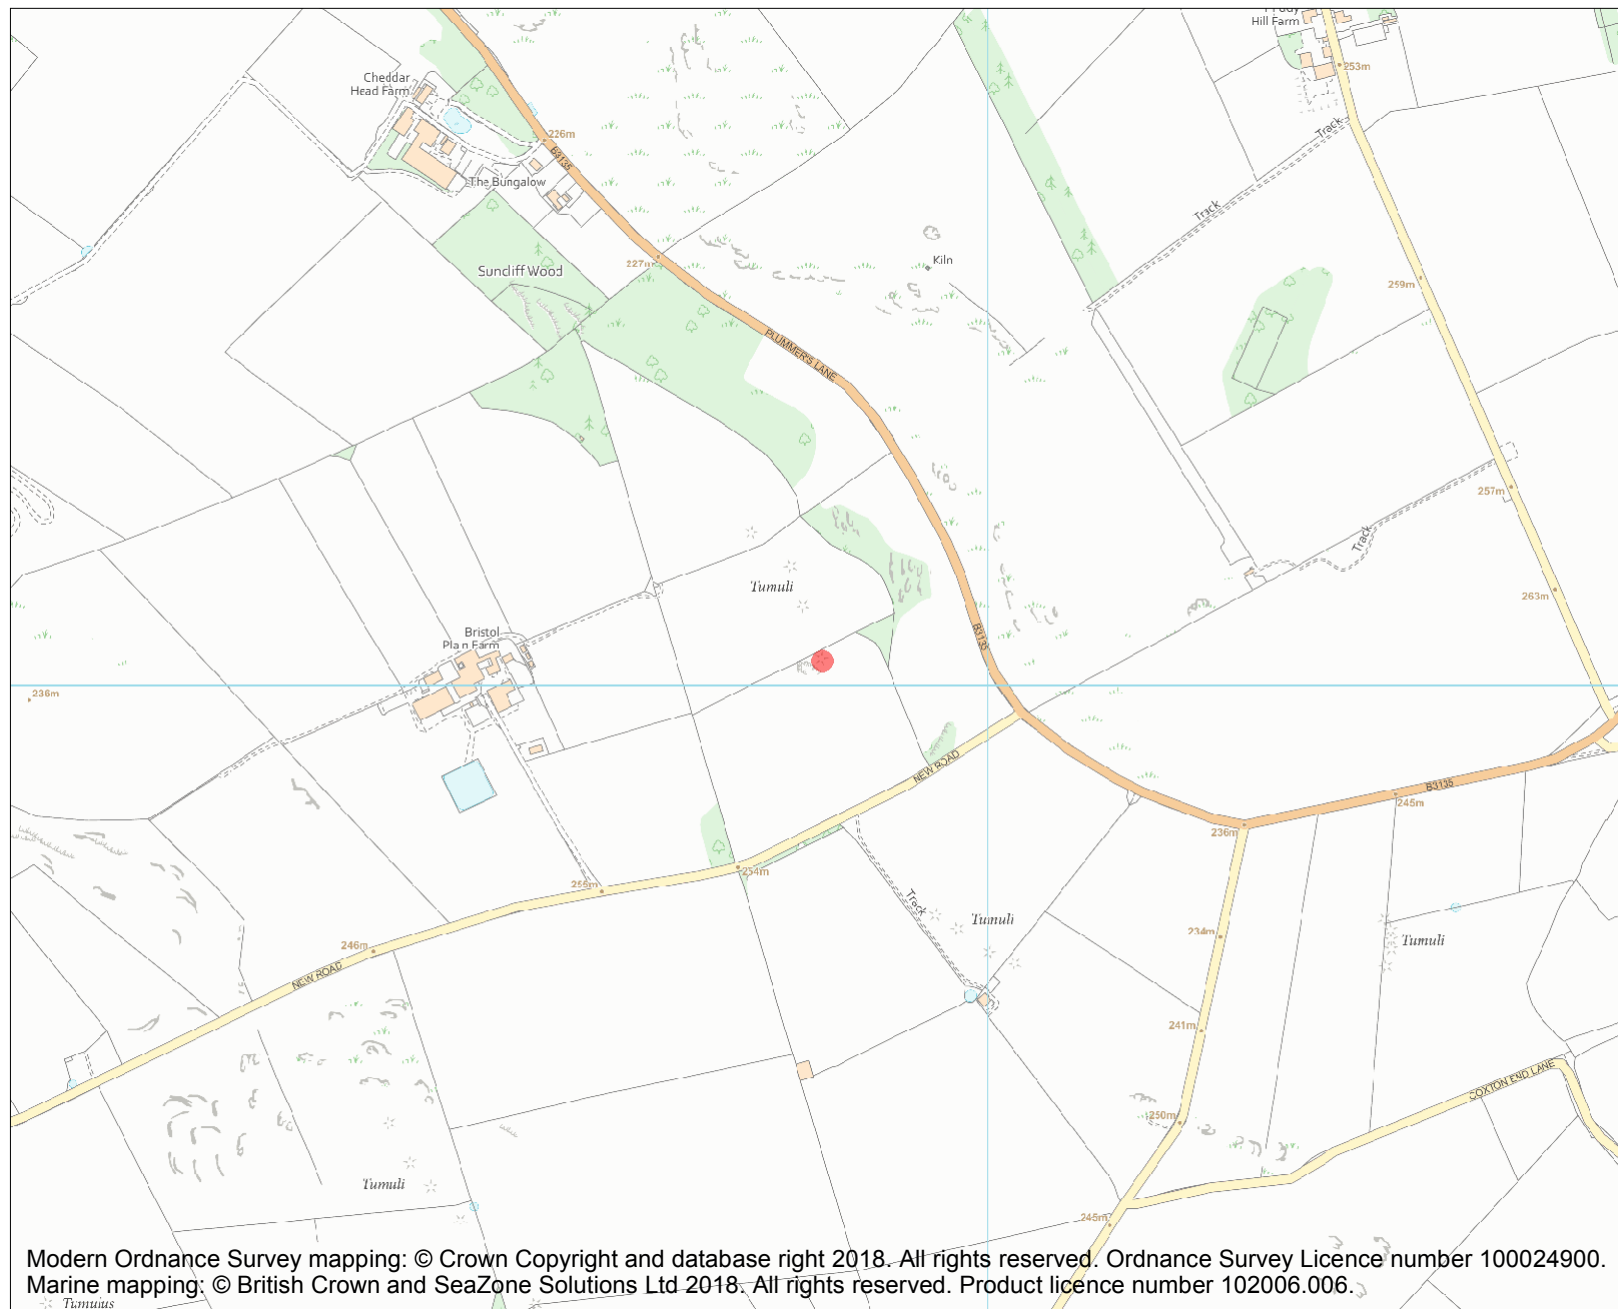 Hill Farm
253m
Cheddar
Head Farm
226m
B3135
Track
The Bungalow
Track
Kiln
227m
Suncliff Wood
259m
PLUMMER'S LANE
257m
Track
Tumuli
263m
Bristol
Plain Farm
B3135
236m
NEW ROAD
B3135
245m
236m
254m
255m
Track
Tumuli
234m
Tumuli
246m
NEW ROAD
241m
COXTON END LANE
250m
Tumuli
245m
Modern Ordnance Survey mapping: © Crown Copyright and database right 2018. All rights reserved. Ordnance Survey Licence number 100024900.
Marine mapping: © British Crown and SeaZone Solutions Ltd 2018. All rights reserved. Product licence number 102006.006.
Tumulus